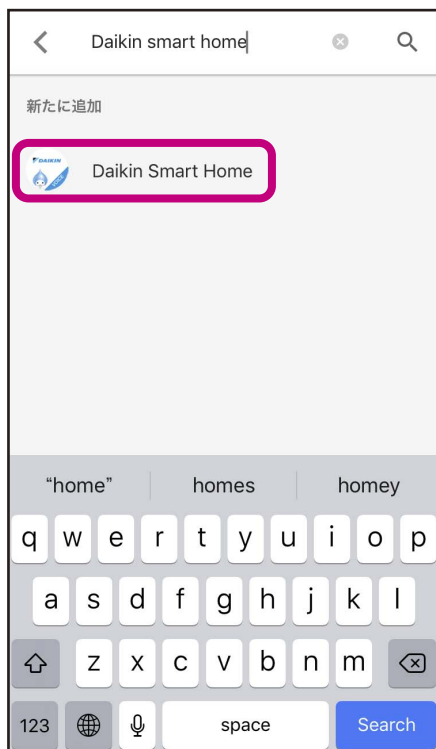 Daikin smart home
新たに追加
DAIKIN
Daikin Smart Home
“home” homes homey
q w e r t y u i o p
a s d f g h j k l
z x c v b n m
123 space Search